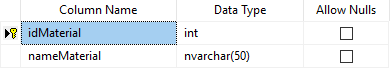 Column Name Data Type Allow Nulls
idMaterial int
nameMaterial nvarchar(50)